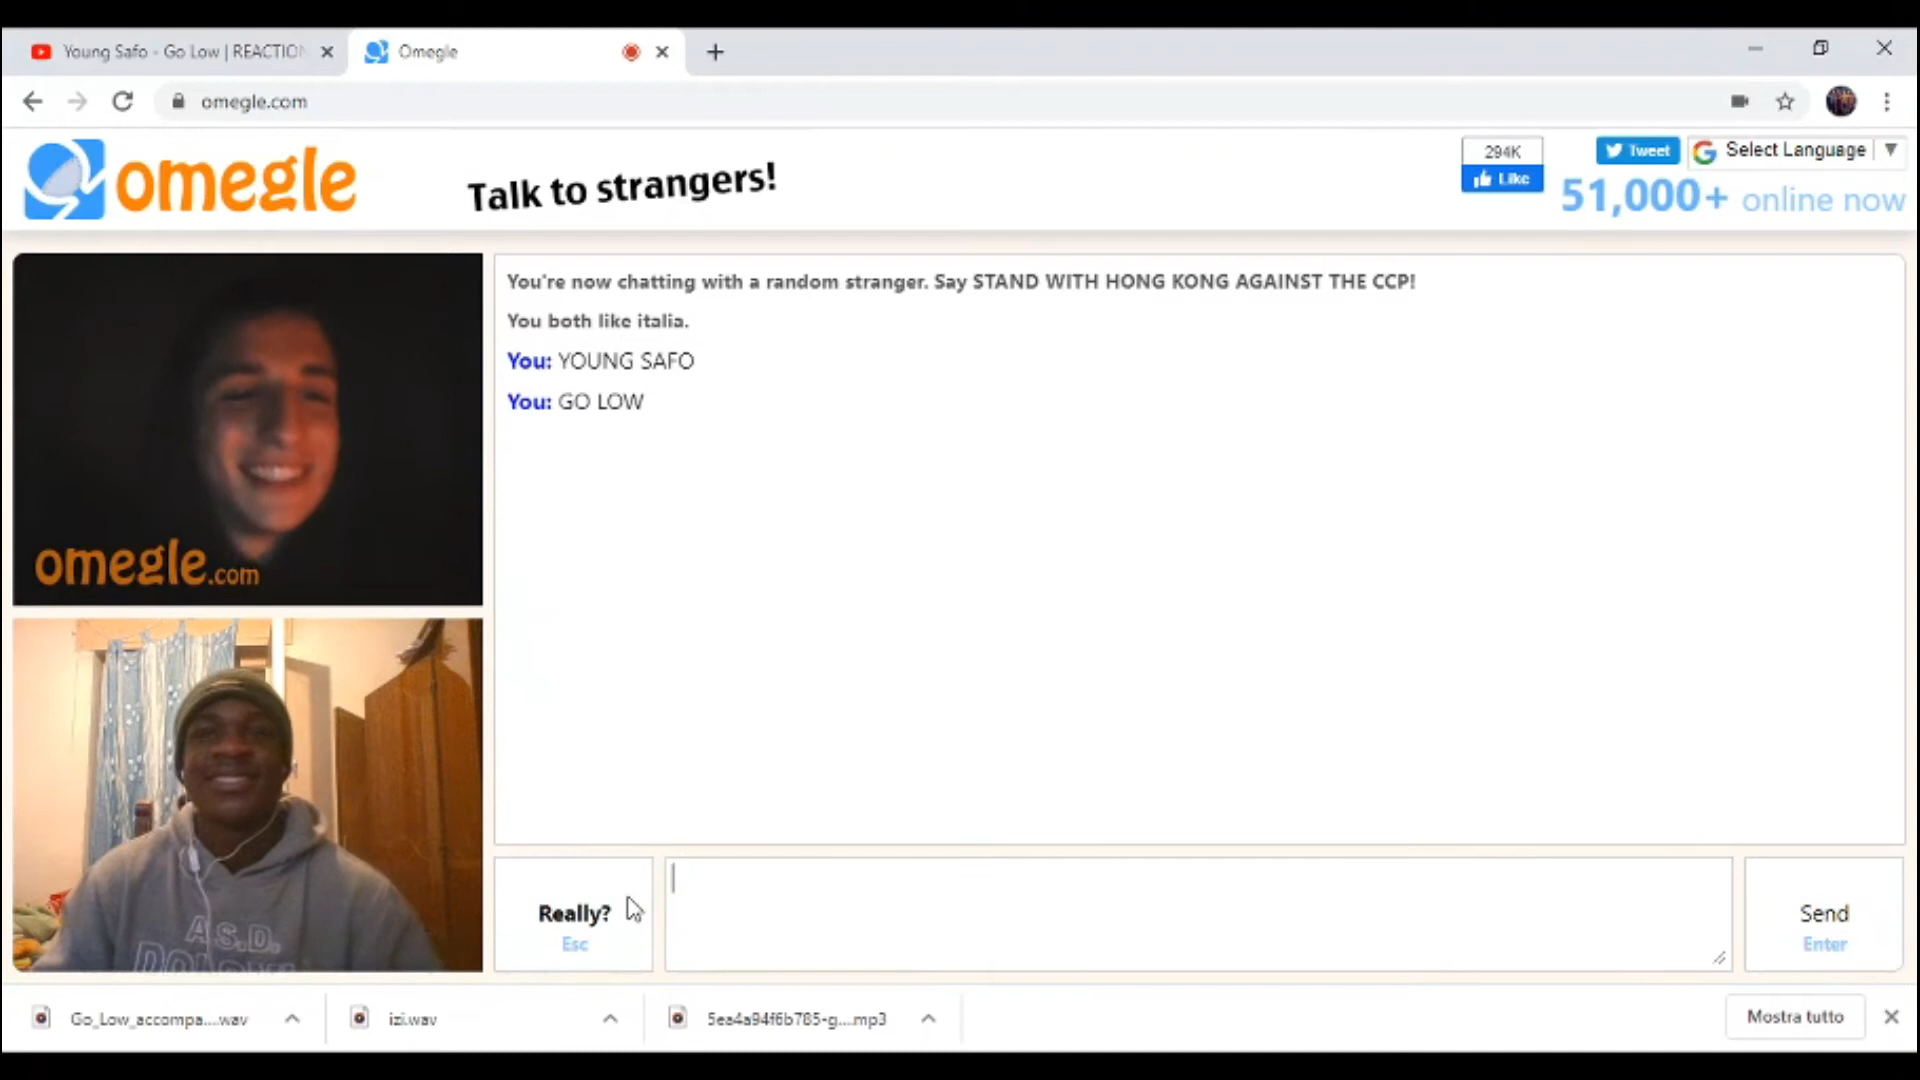 Young Safo - Go Low | REACTION
Omegle
omegle.com
omegle
Talk to strangers!
294K
Like
Tweet
Select Language
51,000+ online now
You're now chatting with a random stranger. Say STAND WITH HONG KONG AGAINST THE CCP!
You both like italia.
You: YOUNG SAFO
You: GO LOW
omegle.com
A.S.D.
Really?
Esc
Send
Enter
Go_Low_accompa....wav
izi.wav
5ea4a94f6b785-g....mp3
Mostra tutto